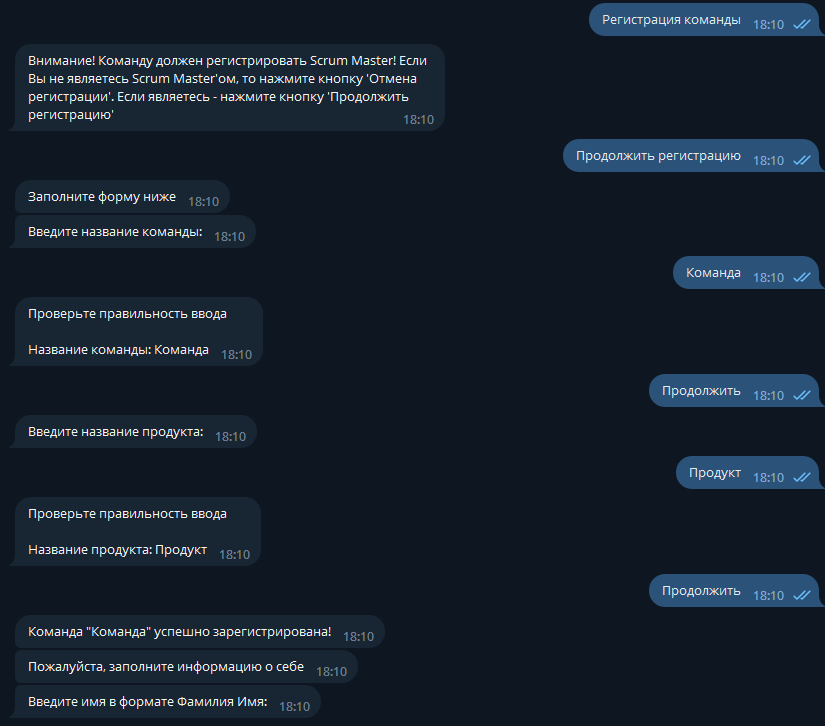 Регистрация команды 18:10
Внимание! Команду должен регистрировать Scrum Master! Если
Вы не являетесь Scrum Master'ом, то нажмите кнопку 'Отмена
регистрации'. Если являетесь - нажмите кнопку 'Продолжить
регистрацию' 18:10
Продолжить регистрацию 18:10
Заполните форму ниже 18:10
Введите название команды: 18:10
Команда 18:10
Проверьте правильность ввода
Название команды: Команда 18:10
Продолжить 18:10
Введите название продукта: 18:10
Продукт 18:10
Проверьте правильность ввода
Название продукта: Продукт 18:10
Продолжить 18:10
Команда "Команда" успешно зарегистрирована! 18:10
Пожалуйста, заполните информацию о себе 18:10
Введите имя в формате Фамилия Имя: 18:10